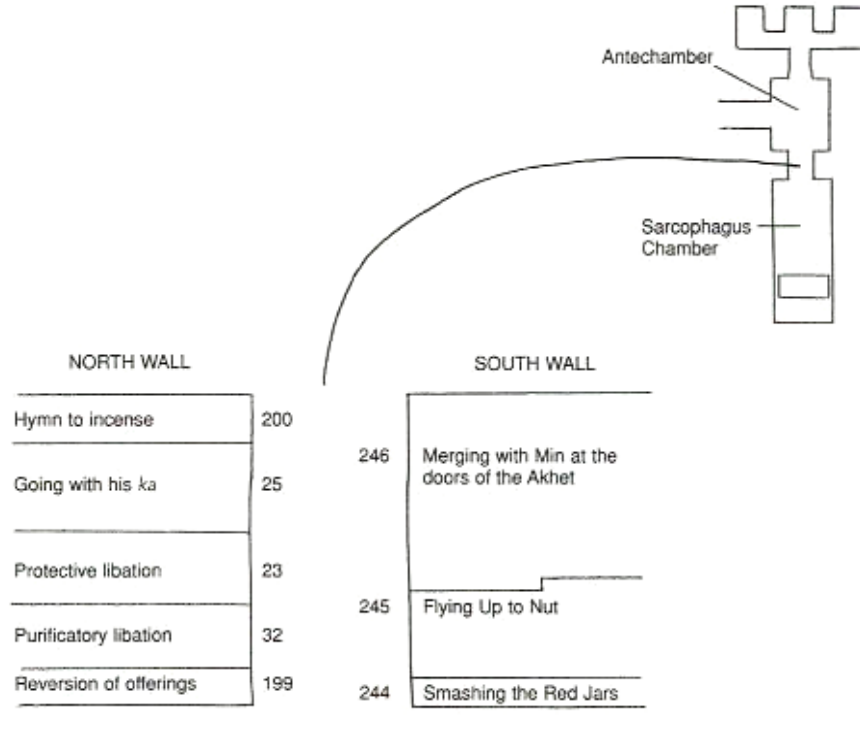 Antechamber
Sarcophagus
Chamber
NORTH WALL
Hymn to incense 200
Going with his ka 25
Protective libation 23
Purificatory libation 32
Reversion of offerings 199
SOUTH WALL
246 Merging with Min at the
doors of the Akhet
245 Flying Up to Nut
244 Smashing the Red Jars